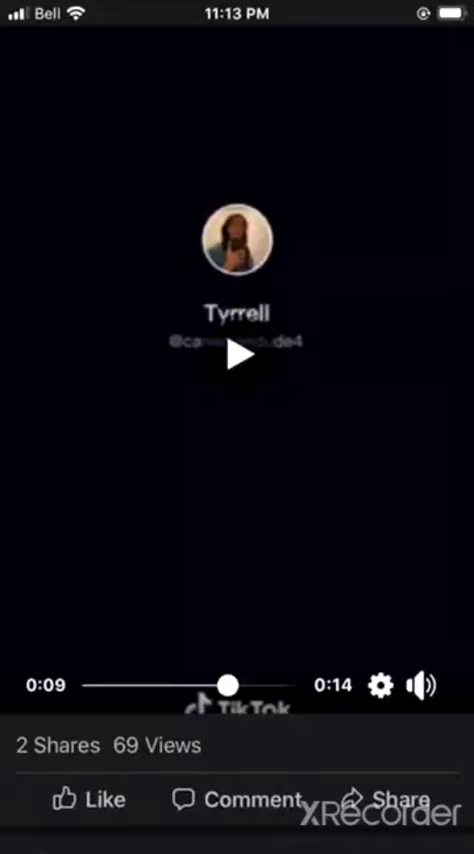 Bell 11:13 PM
Tyrrell
0:09 0:14
TikTok
2 Shares 69 Views
Like Comment Share
XRecorder